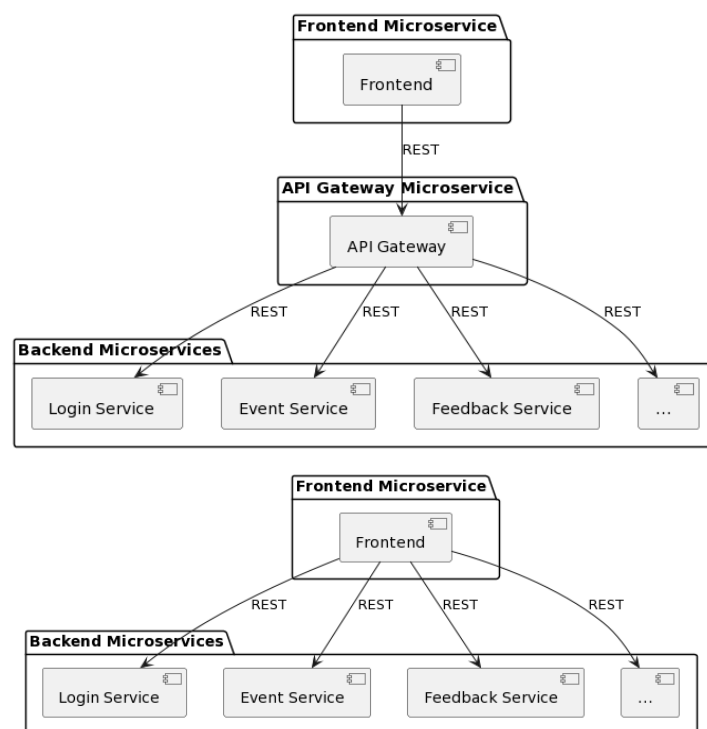 Frontend Microservice
Frontend
REST
API Gateway Microservice
API Gateway
REST REST REST REST
Backend Microservices
Login Service Event Service Feedback Service ...
Frontend Microservice
Frontend
REST REST REST REST
Backend Microservices
Login Service Event Service Feedback Service ...